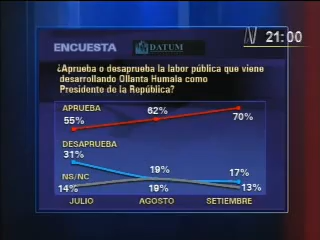 21:00
ENCUESTA DATUM
¿Aprueba o desaprueba la labor pública que viene
desarrollando Ollanta Humala como
Presidente de la República?
APRUEBA
55% 62% 70%
DESAPRUEBA
31% 19% 17%
NS/NC
14% 19% 13%
JULIO AGOSTO SETIEMBRE